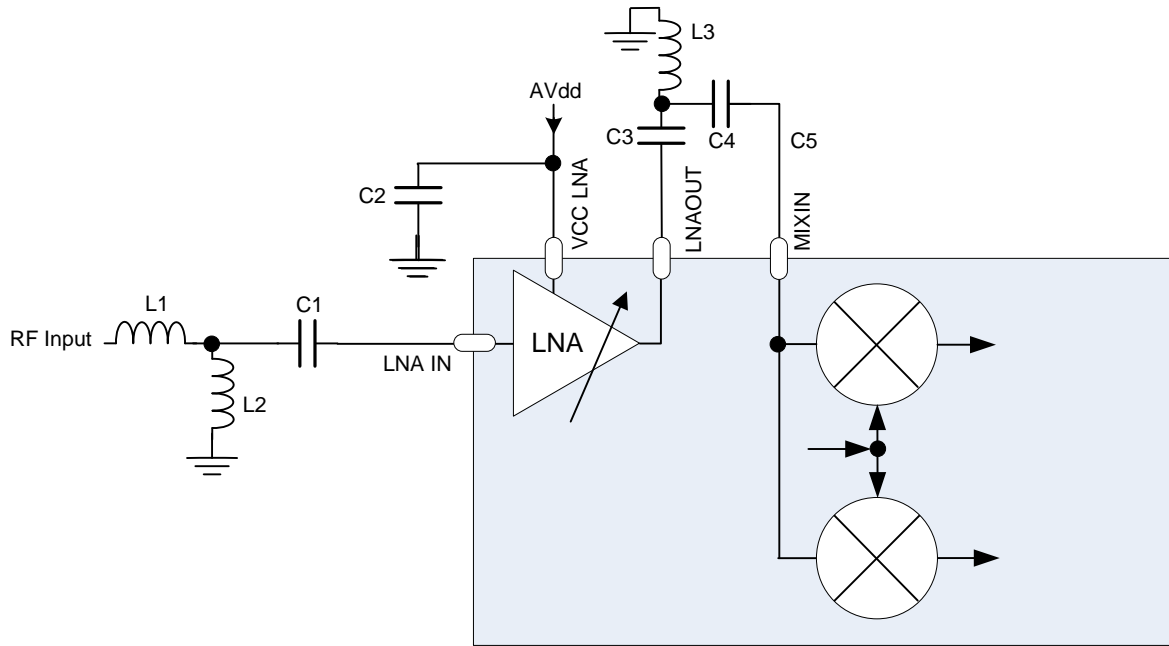 L3
AVdd
C3
C4
C5
C2
VCC LNA
LNAOUT
MIXIN
L1
C1
RF Input
LNA
LNA IN
L2